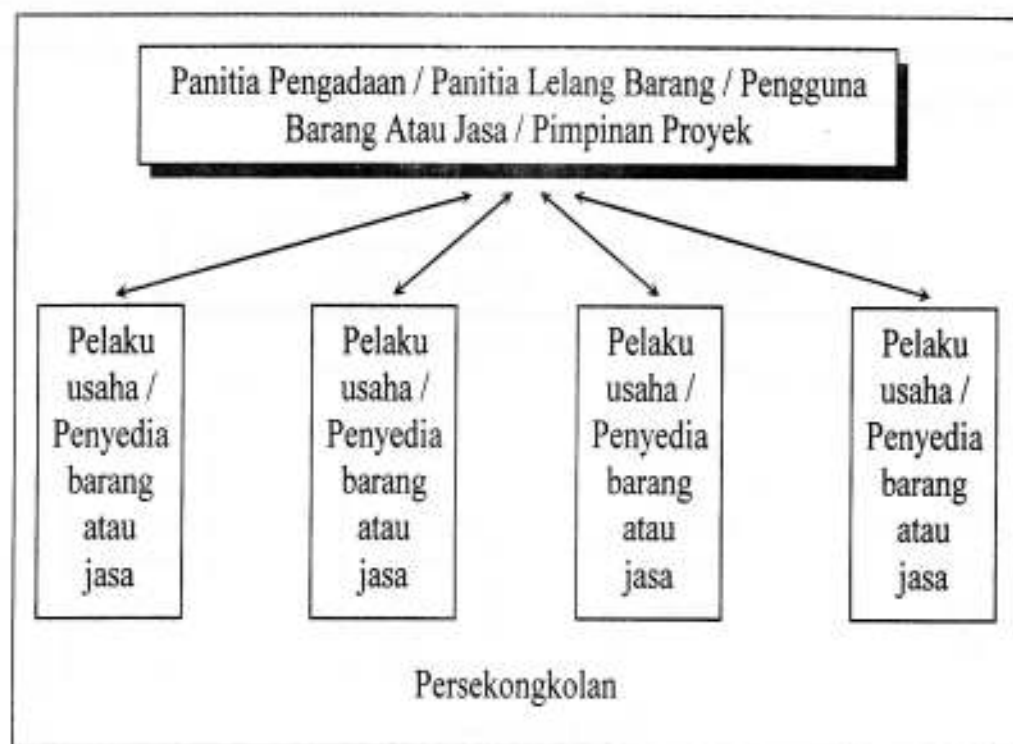 Panitia Pengadaan / Panitia Lelang Barang / Pengguna
Barang Atau Jasa / Pimpinan Proyek
Pelaku
usaha /
Penyedia
barang
atau
jasa
Pelaku
usaha /
Penyedia
barang
atau
jasa
Pelaku
usaha /
Penyedia
barang
atau
jasa
Pelaku
usaha /
Penyedia
barang
atau
jasa
Persekongkolan